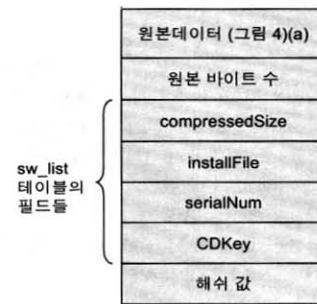 원본데이터 (그림 4)(a)
원본 바이트 수
compressedSize
sw_list
테이블의
필드들
installFile
serialNum
CDKey
해쉬 값